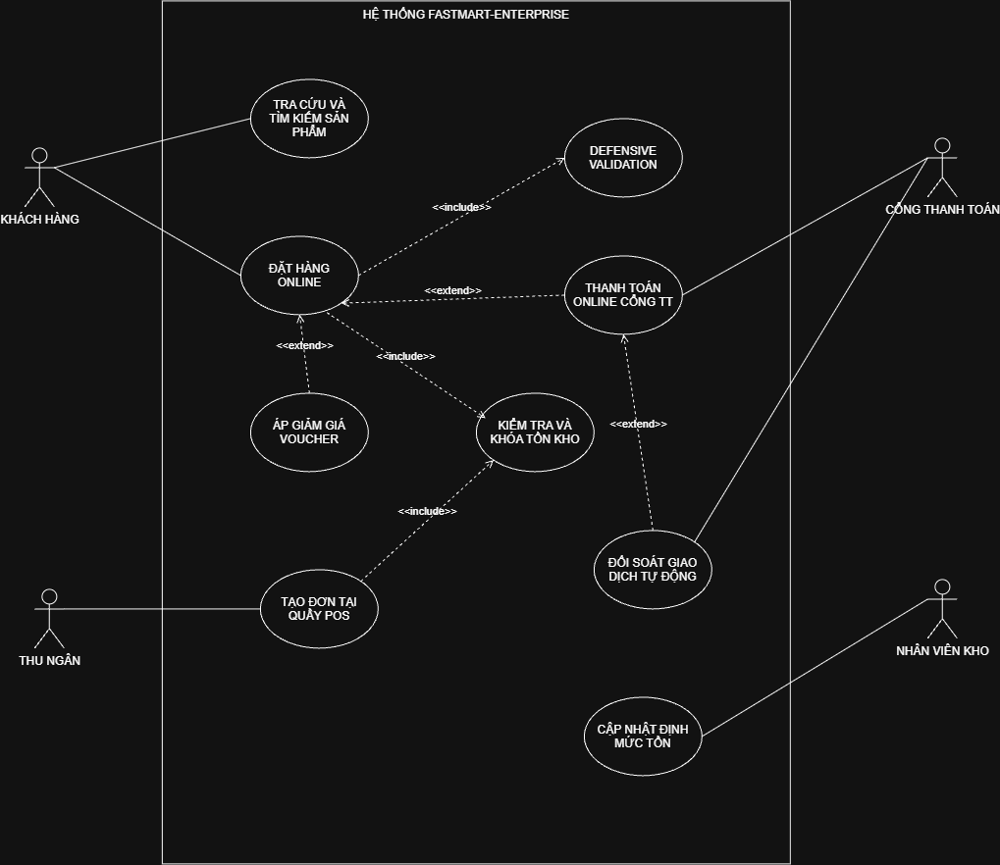 HỆ THỐNG FASTMART-ENTERPRISE
TRA CỨU VÀ
TÌM KIẾM SẢN
PHẨM
DEFENSIVE
VALIDATION
KHÁCH HÀNG
CỔNG THANH TOÁN
<<include>>
ĐẶT HÀNG
ONLINE
<<extend>>
THANH TOÁN
ONLINE CỔNG TT
<<extend>>
<<include>>
ÁP GIẢM GIÁ
VOUCHER
KIỂM TRA VÀ
KHÓA TỒN KHO
<<extend>>
<<include>>
ĐỐI SOÁT GIAO
DỊCH TỰ ĐỘNG
TẠO ĐƠN TẠI
QUẦY POS
THU NGÂN
NHÂN VIÊN KHO
CẬP NHẬT ĐỊNH
MỨC TỒN